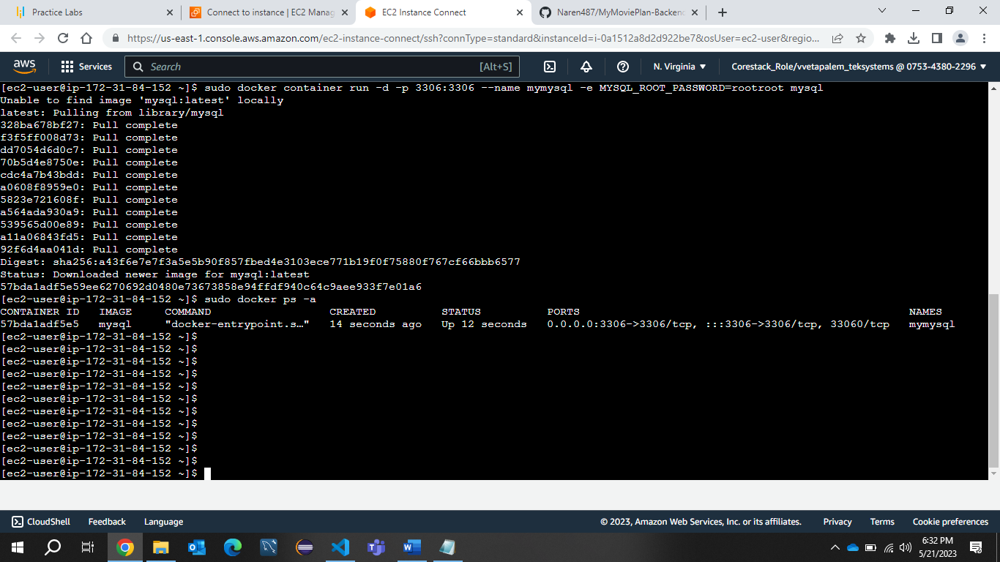 Practice Labs
Connect to instance | EC2 Manag
EC2 Instance Connect
Naren487/MyMoviePlan-Backend
https://us-east-1.console.aws.amazon.com/ec2-instance-connect/ssh?connType=standard&instanceId=i-0a1512a8d2d922be7&osUser=ec2-user&regio...
aws Services Search [Alt+S] N. Virginia Corestack_Role/vvetapalem_teksystems @ 0753-4380-2296
[ec2-user@ip-172-31-84-152 ~]$ sudo docker container run -d -p 3306:3306 --name mymysql -e MYSQL_ROOT_PASSWORD=rootroot mysql
Unable to find image 'mysql:latest' locally
latest: Pulling from library/mysql
328ba678bf27: Pull complete
f3f5ff008d73: Pull complete
dd7054d6d0c7: Pull complete
70b5d4e8750e: Pull complete
cdc4a7b43bdd: Pull complete
a0608f8959e0: Pull complete
5823e721608f: Pull complete
a564ada930a9: Pull complete
539565d00e89: Pull complete
a11a06843fd5: Pull complete
92f6d4aa041d: Pull complete
Digest: sha256:a43f6e7e7f3a5e5b90f857fbed4e3103ece771b19f0f75880f767cf66bbb6577
Status: Downloaded newer image for mysql:latest
57bda1adf5e59ee6270692d0480e73673858e94ffdf940c64c9aee933f7e01a6
[ec2-user@ip-172-31-84-152 ~]$ sudo docker ps -a
CONTAINER ID IMAGE COMMAND CREATED STATUS PORTS NAMES
57bda1adf5e5 mysql "docker-entrypoint.s…" 14 seconds ago Up 12 seconds 0.0.0.0:3306->3306/tcp, :::3306->3306/tcp, 33060/tcp mymysql
[ec2-user@ip-172-31-84-152 ~]$
[ec2-user@ip-172-31-84-152 ~]$
[ec2-user@ip-172-31-84-152 ~]$
[ec2-user@ip-172-31-84-152 ~]$
[ec2-user@ip-172-31-84-152 ~]$
[ec2-user@ip-172-31-84-152 ~]$
[ec2-user@ip-172-31-84-152 ~]$
[ec2-user@ip-172-31-84-152 ~]$
[ec2-user@ip-172-31-84-152 ~]$
[ec2-user@ip-172-31-84-152 ~]$
[ec2-user@ip-172-31-84-152 ~]$
[ec2-user@ip-172-31-84-152 ~]$
CloudShell Feedback Language © 2023, Amazon Web Services, Inc. or its affiliates. Privacy Terms Cookie preferences
6:32 PM
5/21/2023